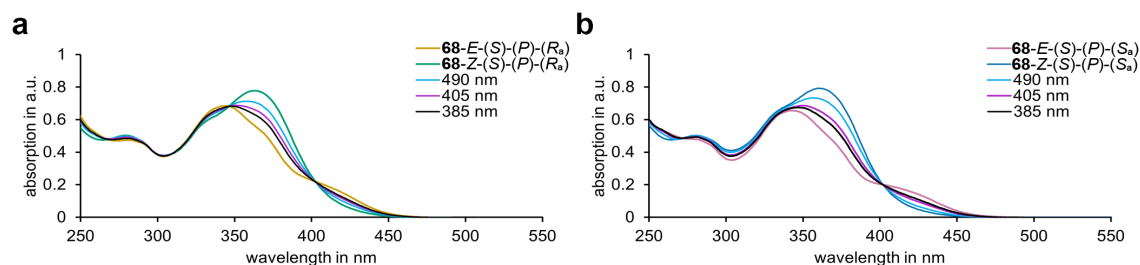 a
absorption in a.u.
1
0.8
0.6
0.4
0.2
0
250 300 350 400 450 500 550
wavelength in nm
68-E-(S)-(P)-(Rₐ)
68-Z-(S)-(P)-(Rₐ)
490 nm
405 nm
385 nm
b
absorption in a.u.
1
0.8
0.6
0.4
0.2
0
250 300 350 400 450 500 550
wavelength in nm
68-E-(S)-(P)-(Sₐ)
68-Z-(S)-(P)-(Sₐ)
490 nm
405 nm
385 nm